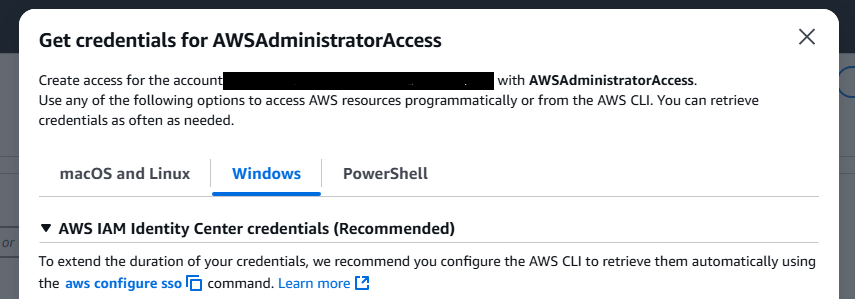 Get credentials for AWSAdministratorAccess
Create access for the account with AWSAdministratorAccess.
Use any of the following options to access AWS resources programmatically or from the AWS CLI. You can retrieve
credentials as often as needed.
macOS and Linux
Windows
PowerShell
AWS IAM Identity Center credentials (Recommended)
or
To extend the duration of your credentials, we recommend you configure the AWS CLI to retrieve them automatically using
the aws configure sso command. Learn more